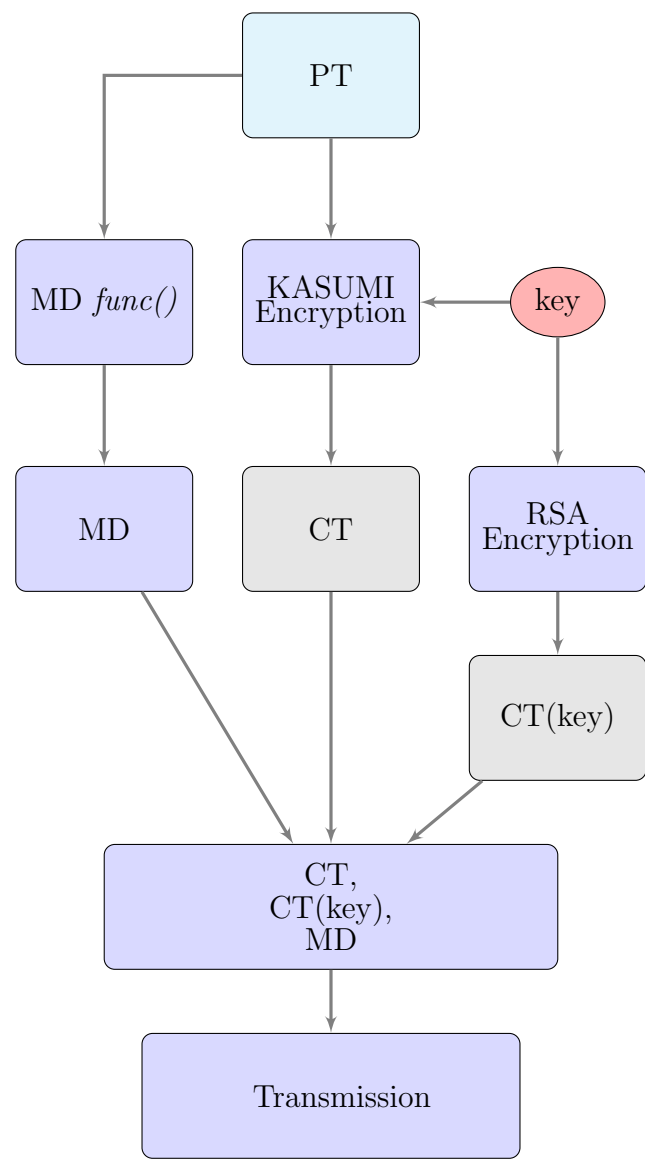 PT
MD func()
KASUMI
Encryption
key
MD
CT
RSA
Encryption
CT(key)
CT,
CT(key),
MD
Transmission